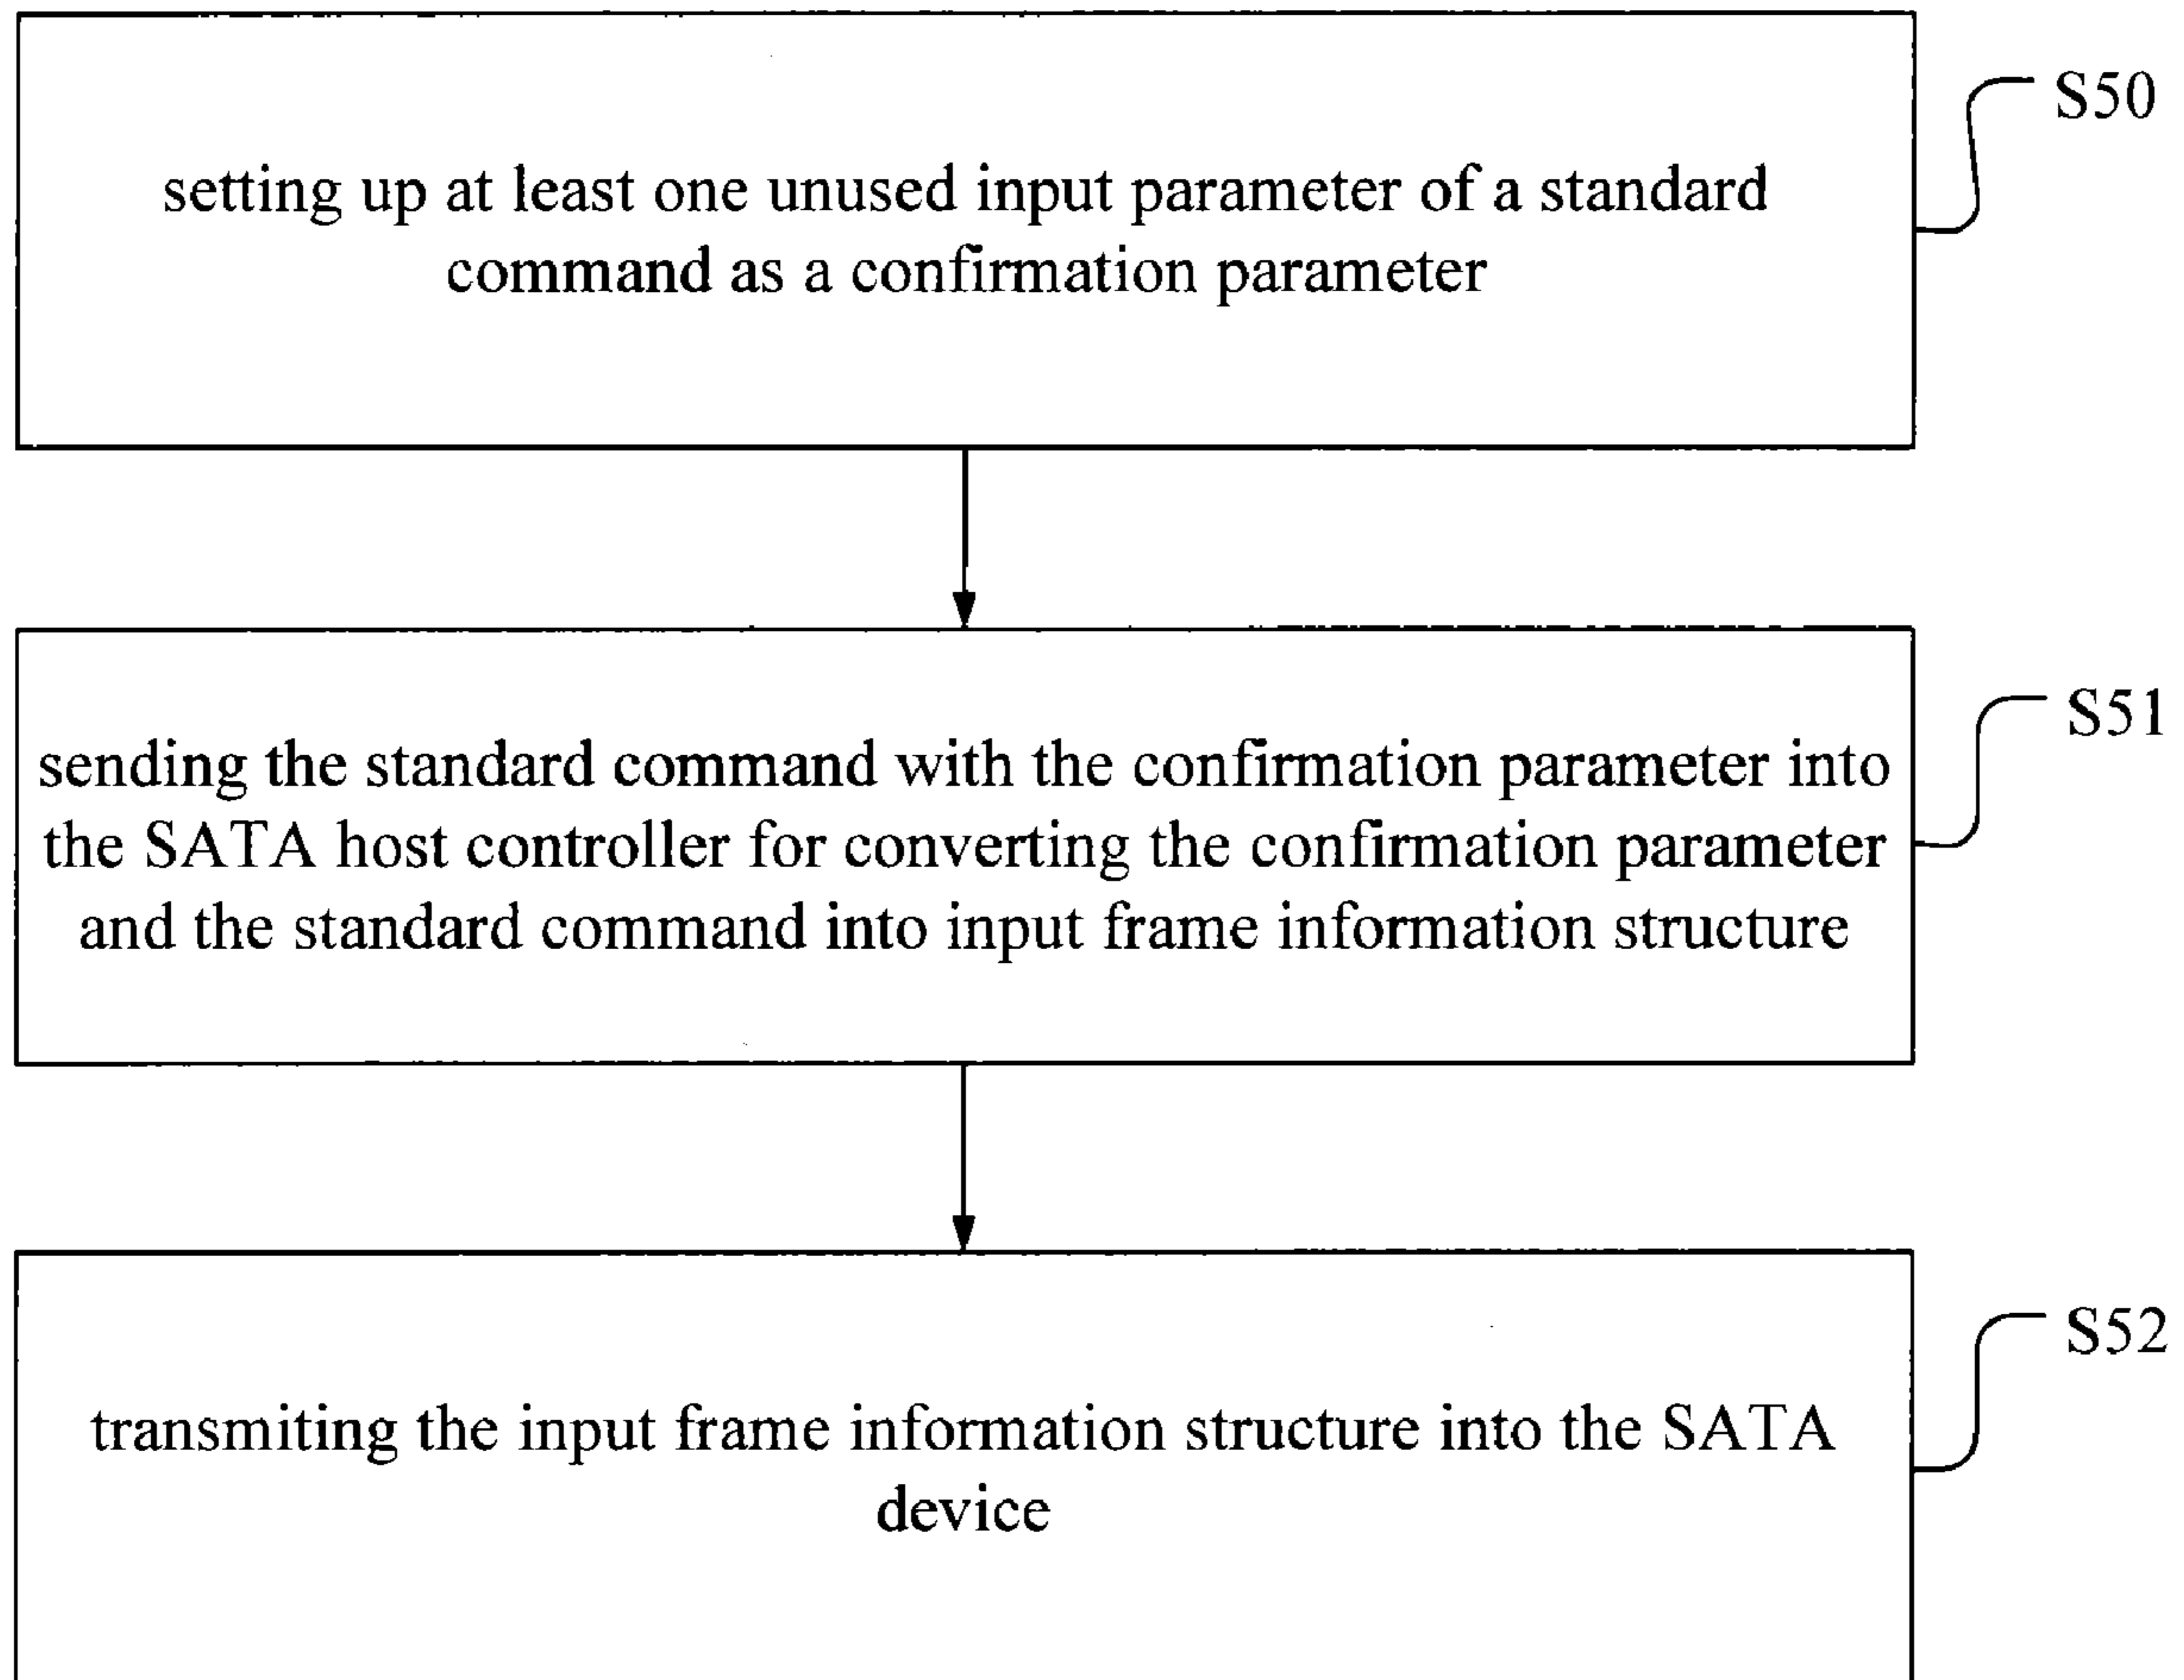 setting up at least one unused input parameter of a standard
command as a confirmation parameter
S50
sending the standard command with the confirmation parameter into
the SATA host controller for converting the confirmation parameter
and the standard command into input frame information structure
S51
transmiting the input frame information structure into the SATA
device
S52